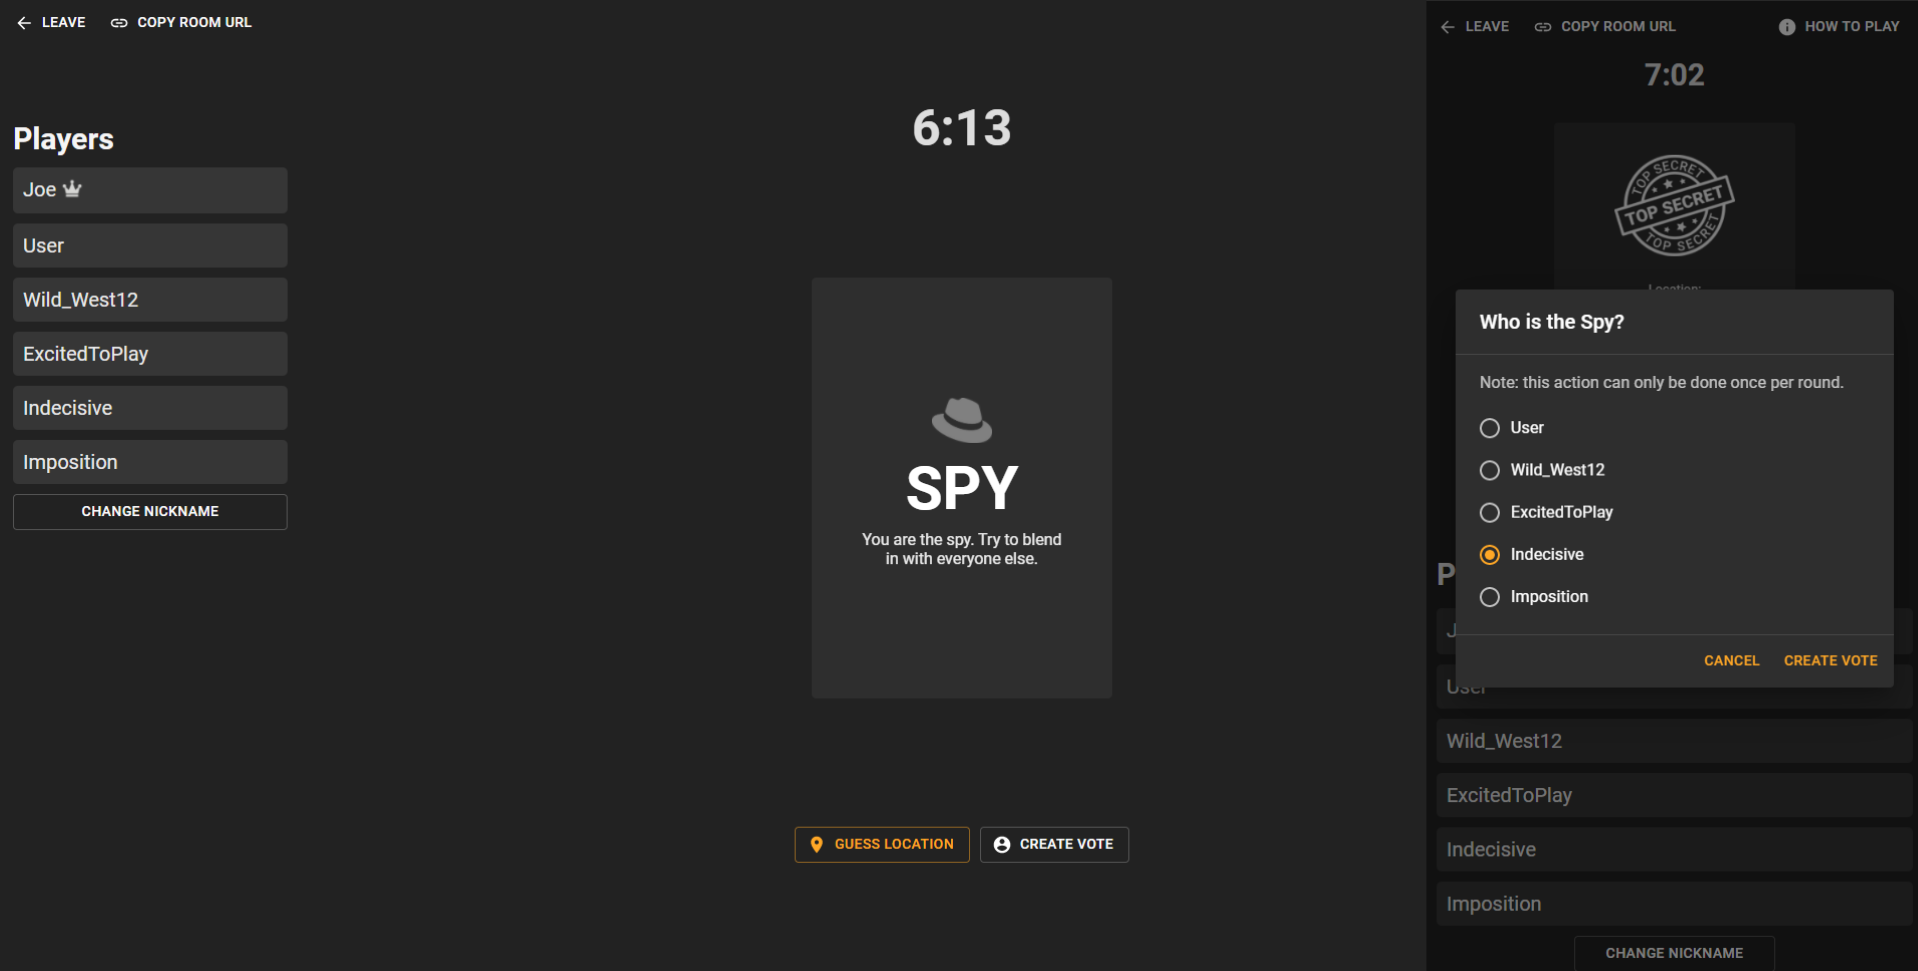 LEAVE
COPY ROOM URL
Players
Joe
User
Wild_West12
ExcitedToPlay
Indecisive
Imposition
CHANGE NICKNAME
6:13
SPY
You are the spy. Try to blend
in with everyone else.
GUESS LOCATION
CREATE VOTE
LEAVE
COPY ROOM URL
HOW TO PLAY
7:02
TOP SECRET
TOP SECRET
TOP SECRET
Location:
Who is the Spy?
Note: this action can only be done once per round.
User
Wild_West12
ExcitedToPlay
Indecisive
Imposition
CANCEL
CREATE VOTE
P
J
User
Wild_West12
ExcitedToPlay
Indecisive
Imposition
CHANGE NICKNAME